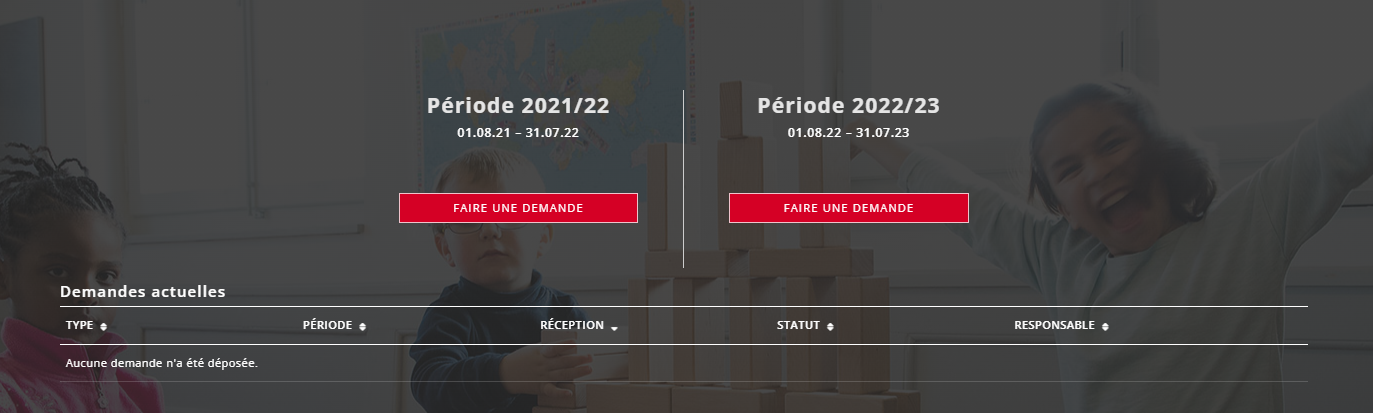 Période 2021/22
01.08.21 – 31.07.22
FAIRE UNE DEMANDE
Période 2022/23
01.08.22 – 31.07.23
FAIRE UNE DEMANDE
Demandes actuelles
TYPE PÉRIODE RÉCEPTION STATUT RESPONSABLE
Aucune demande n'a été déposée.